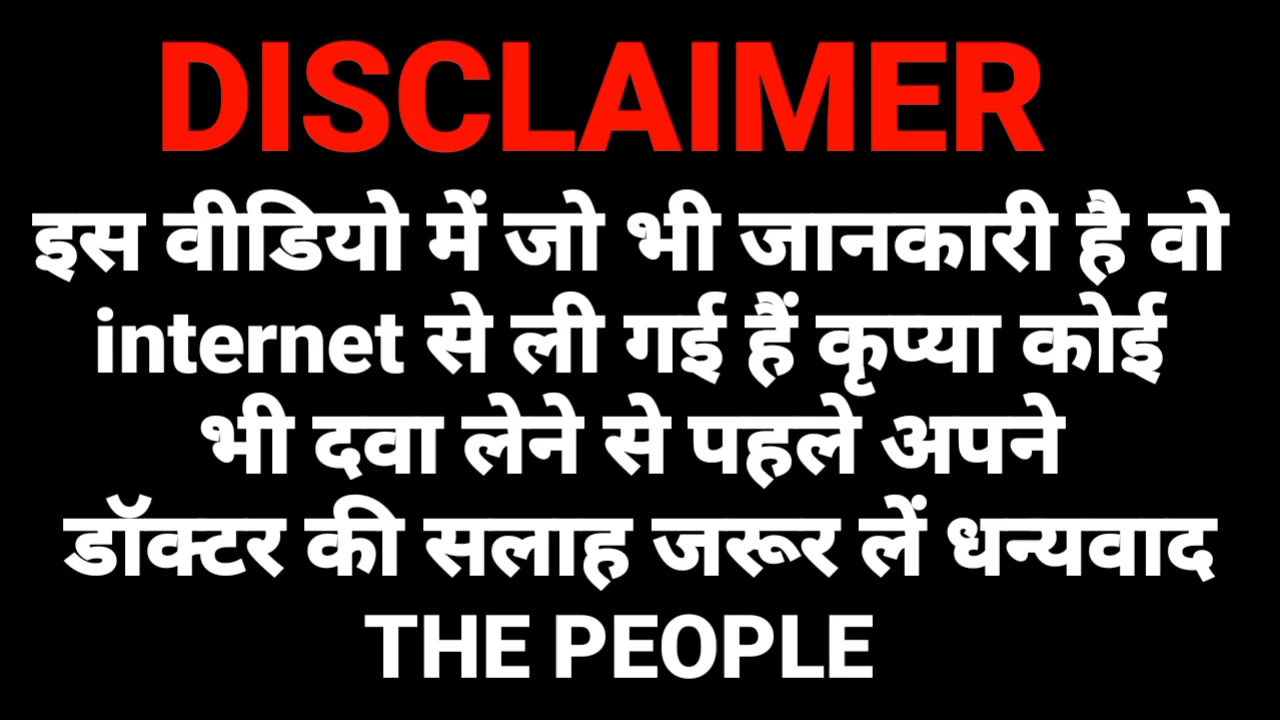 DISCLAIMER
इस वीडियो में जो भी जानकारी है वो
internet से ली गई हैं कृप्या कोई
भी दवा लेने से पहले अपने
डॉक्टर की सलाह जरूर लें धन्यवाद
THE PEOPLE